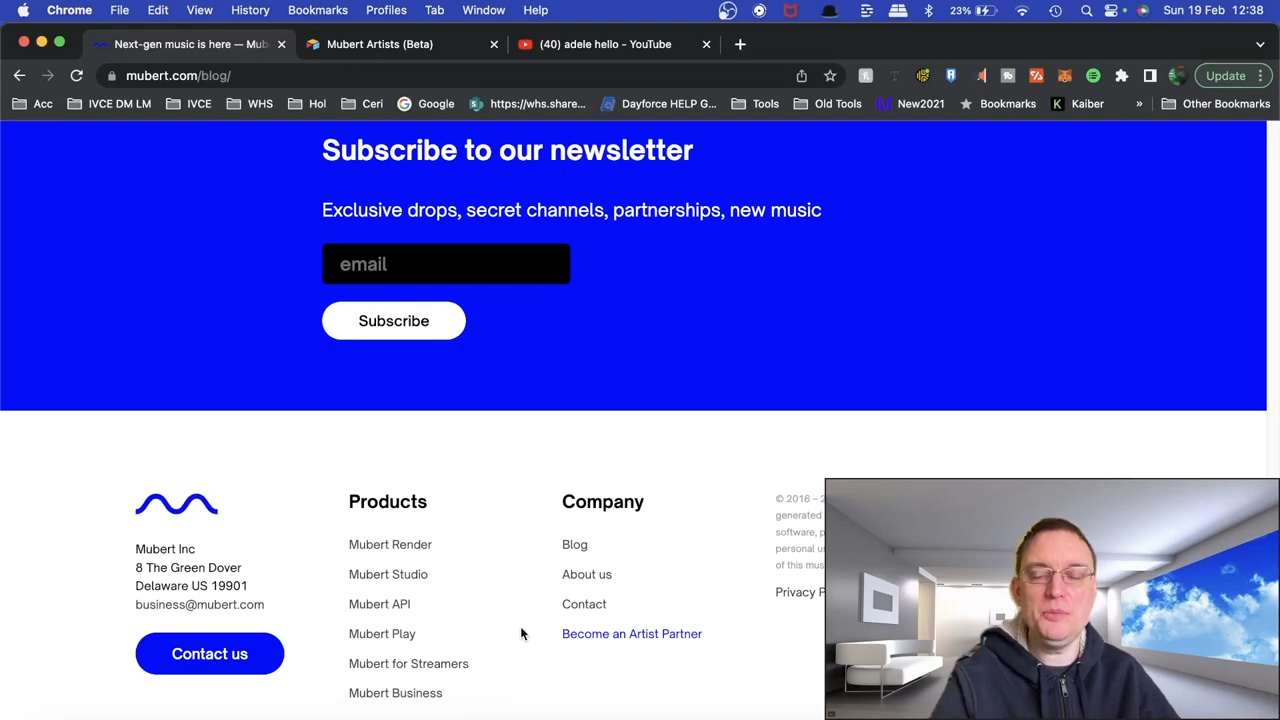 Chrome File Edit View History Bookmarks Profiles Tab Window Help 23% Sun 19 Feb 12:38
Next-gen music is here — Mub Mubert Artists (Beta) (40) adele hello - YouTube
mubert.com/blog/ Update
Acc IVCE DM LM IVCE WHS Hol Ceri Google https://whs.share... Dayforce HELP G... Tools Old Tools New2021 Bookmarks Kaiber » Other Bookmarks
Subscribe to our newsletter
Exclusive drops, secret channels, partnerships, new music
email
Subscribe
Mubert Inc
8 The Green Dover
Delaware US 19901
business@mubert.com
Contact us
Products
Mubert Render
Mubert Studio
Mubert API
Mubert Play
Mubert for Streamers
Mubert Business
Company
Blog
About us
Contact
Become an Artist Partner
© 2016 – 2
generated
software, p
personal u
of this mus
Privacy P